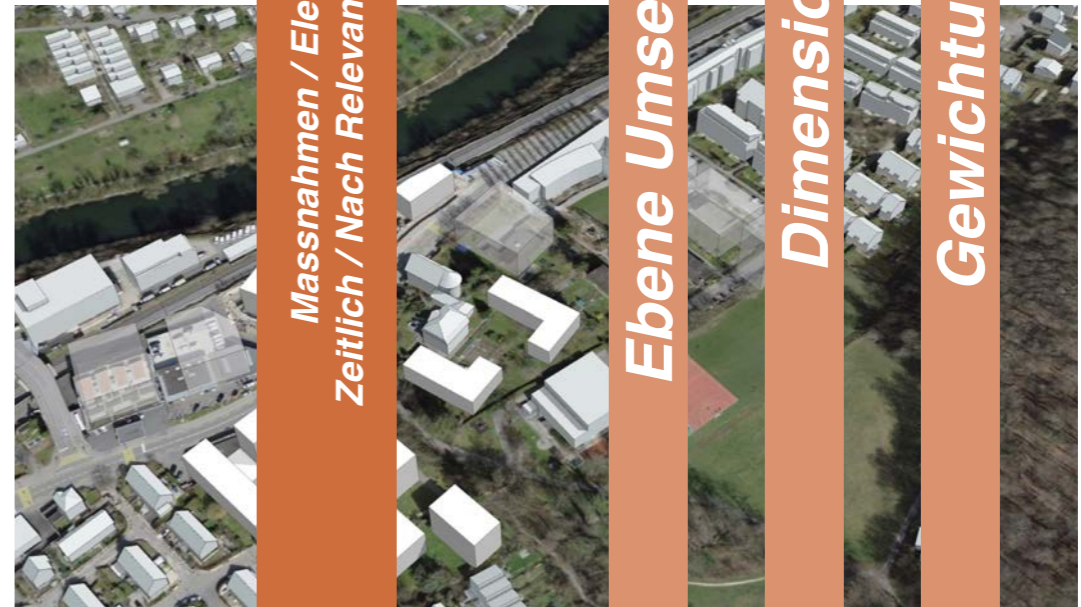 Massnahmen / Ele
Zeitlich / Nach Relevan
Ebene Umse
Dimensio
Gewichtu